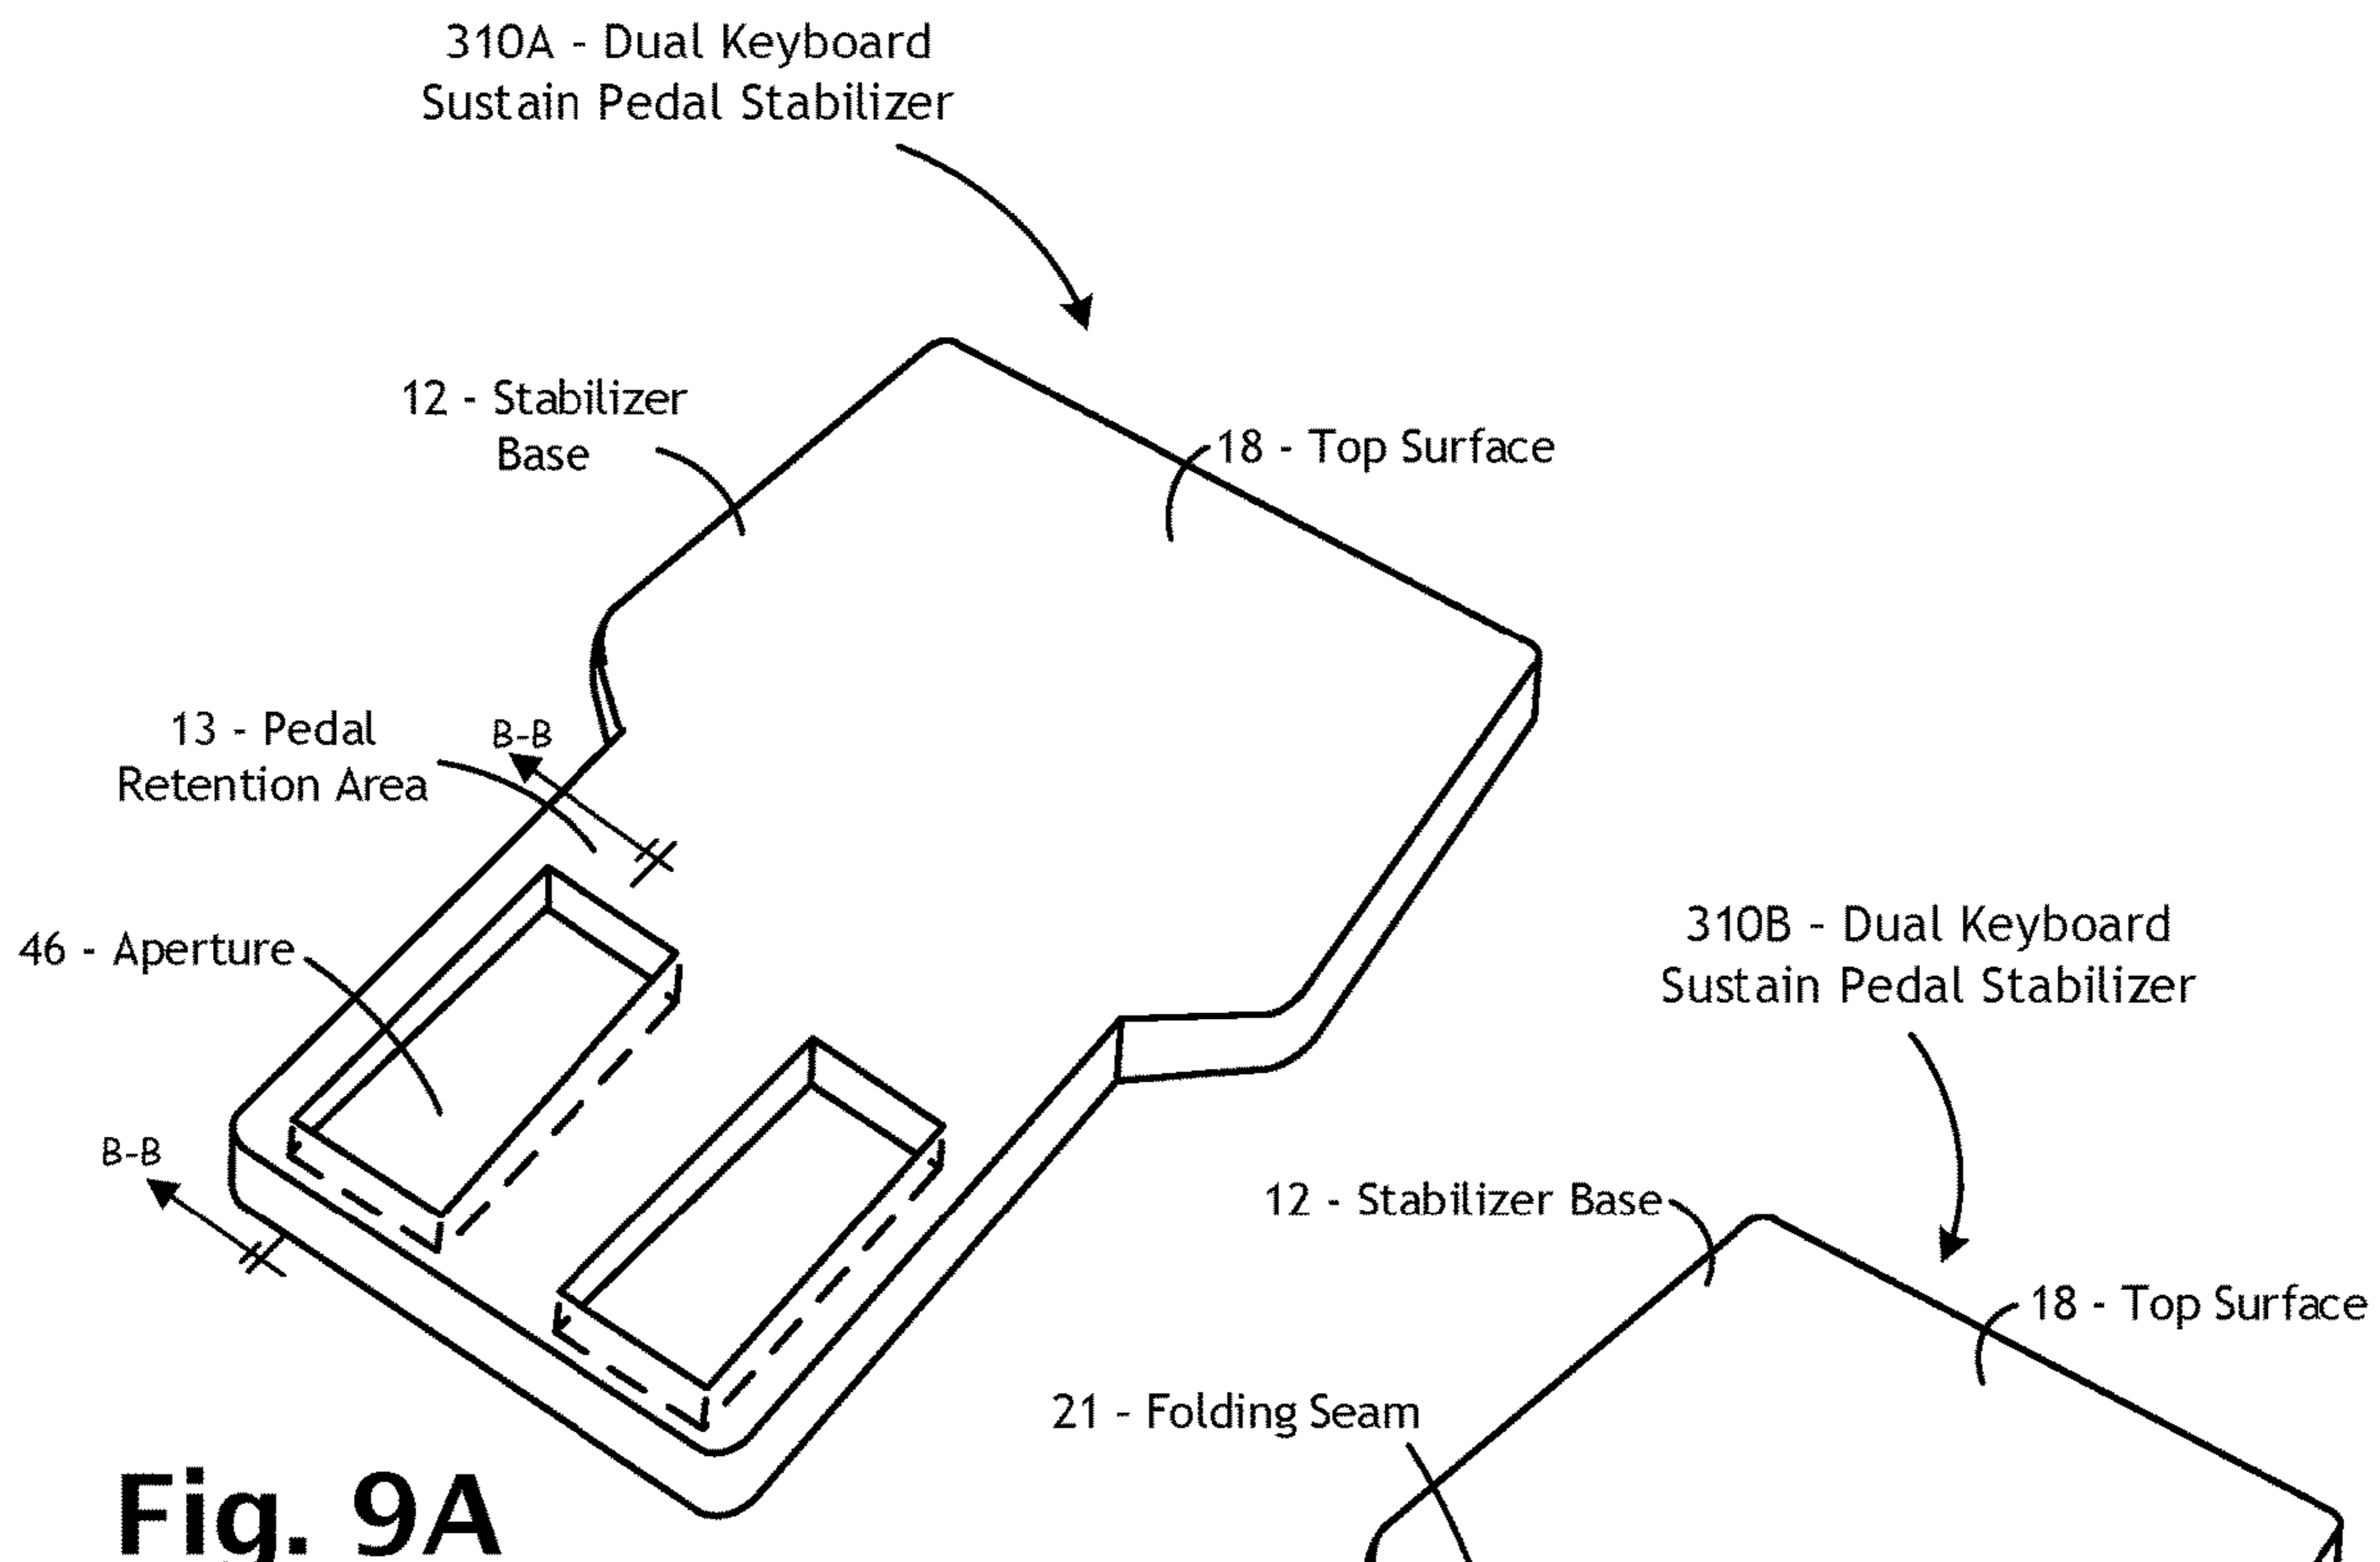 310A - Dual Keyboard
Sustain Pedal Stabilizer
12 - Stabilizer
Base
18 - Top Surface
13 - Pedal
Retention Area
B-B
46 - Aperture
B-B
310B - Dual Keyboard
Sustain Pedal Stabilizer
12 - Stabilizer Base
18 - Top Surface
21 - Folding Seam
Fig. 9A